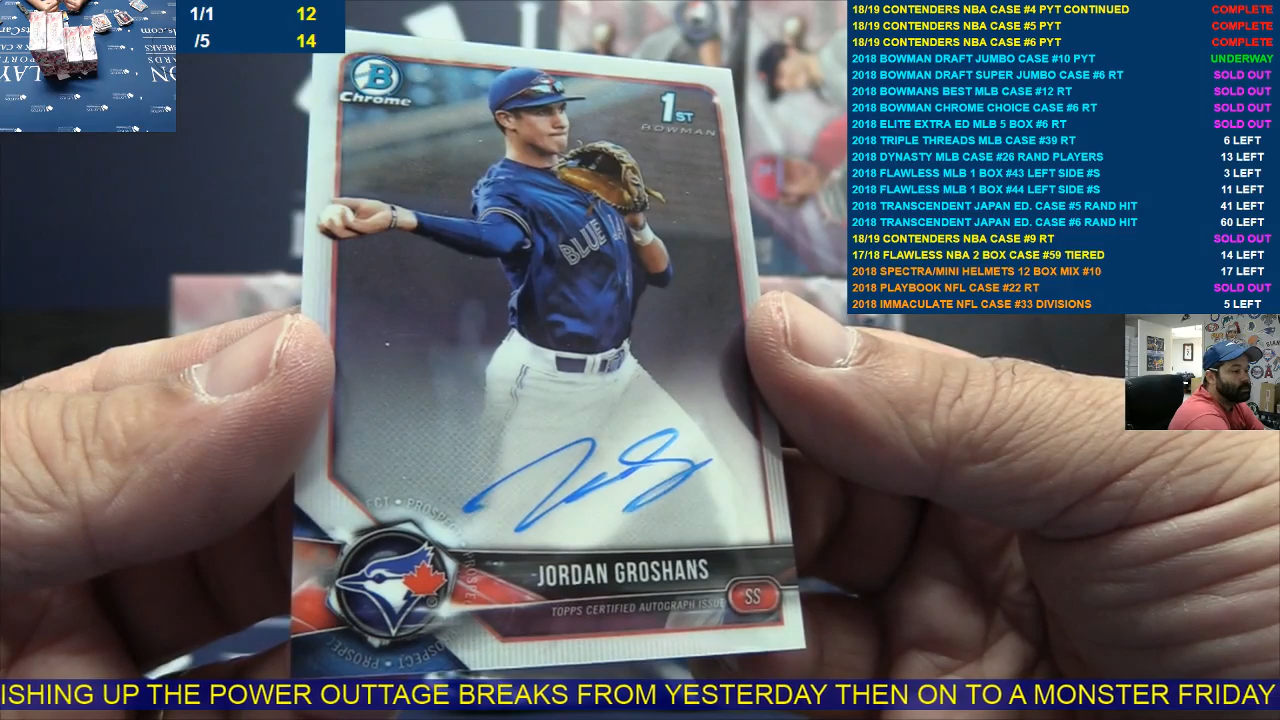 1/1 12
/5 14
18/19 CONTENDERS NBA CASE #4 PYT CONTINUED COMPLETE
18/19 CONTENDERS NBA CASE #5 PYT COMPLETE
18/19 CONTENDERS NBA CASE #6 PYT COMPLETE
2018 BOWMAN DRAFT JUMBO CASE #10 PYT UNDERWAY
2018 BOWMAN DRAFT SUPER JUMBO CASE #6 RT SOLD OUT
2018 BOWMANS BEST MLB CASE #12 RT SOLD OUT
2018 BOWMAN CHROME CHOICE CASE #6 RT SOLD OUT
2018 ELITE EXTRA ED MLB 5 BOX #6 RT SOLD OUT
2018 TRIPLE THREADS MLB CASE #39 RT 6 LEFT
2018 DYNASTY MLB CASE #26 RAND PLAYERS 13 LEFT
2018 FLAWLESS MLB 1 BOX #43 LEFT SIDE #S 3 LEFT
2018 FLAWLESS MLB 1 BOX #44 LEFT SIDE #S 11 LEFT
2018 TRANSCENDENT JAPAN ED. CASE #5 RAND HIT 41 LEFT
2018 TRANSCENDENT JAPAN ED. CASE #6 RAND HIT 60 LEFT
18/19 CONTENDERS NBA CASE #9 RT SOLD OUT
17/18 FLAWLESS NBA 2 BOX CASE #59 TIERED 14 LEFT
2018 SPECTRA/MINI HELMETS 12 BOX MIX #10 17 LEFT
2018 PLAYBOOK NFL CASE #22 RT SOLD OUT
2018 IMMACULATE NFL CASE #33 DIVISIONS 5 LEFT
B
Chrome
1ST
BOWMAN
BLUE
JORDAN GROSHANS
TOPPS CERTIFIED AUTOGRAPH ISSUE
SS
ISHING UP THE POWER OUTTAGE BREAKS FROM YESTERDAY THEN ON TO A MONSTER FRIDAY